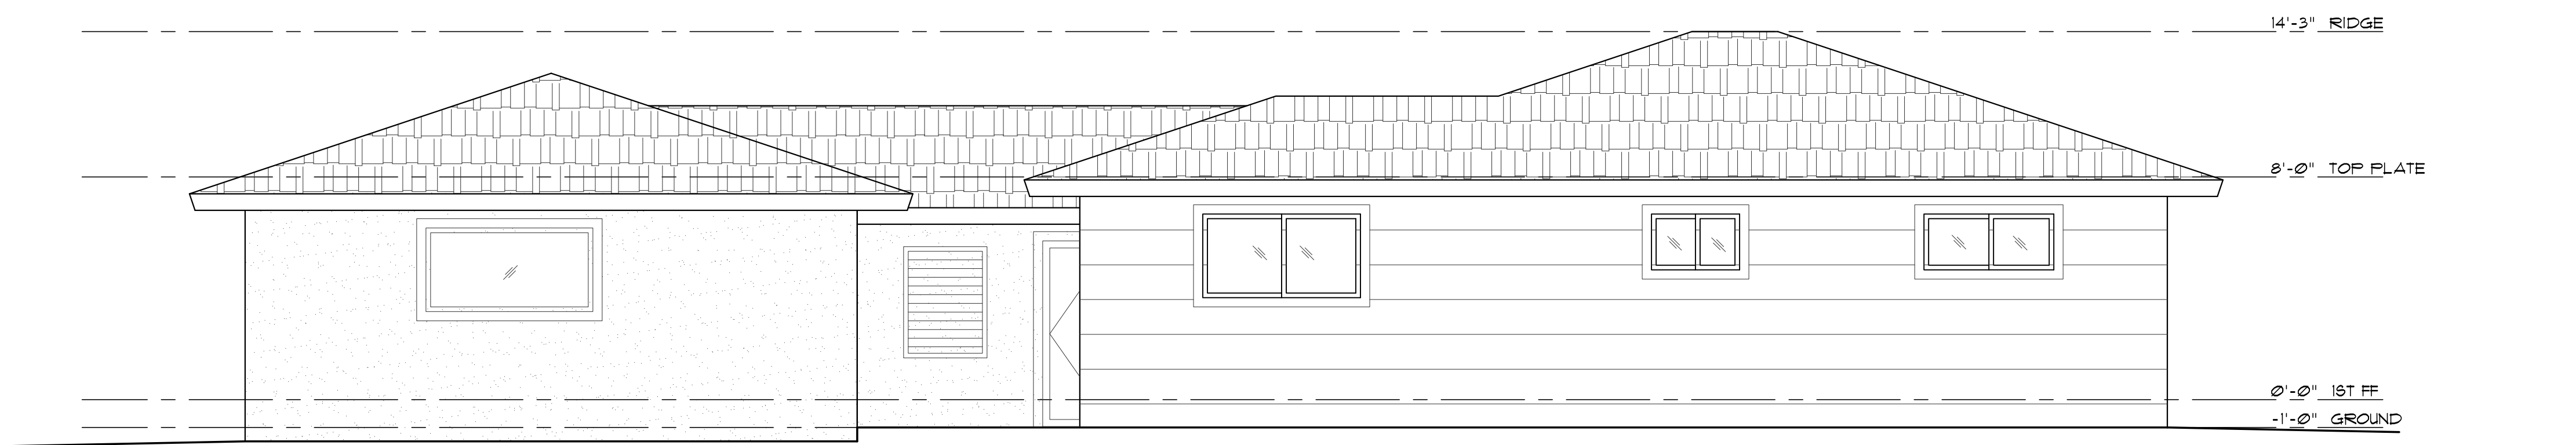 14'-3" RIDGE
8'-0" TOP PLATE
0'-0" 1ST FF
-1'-0" GROUND